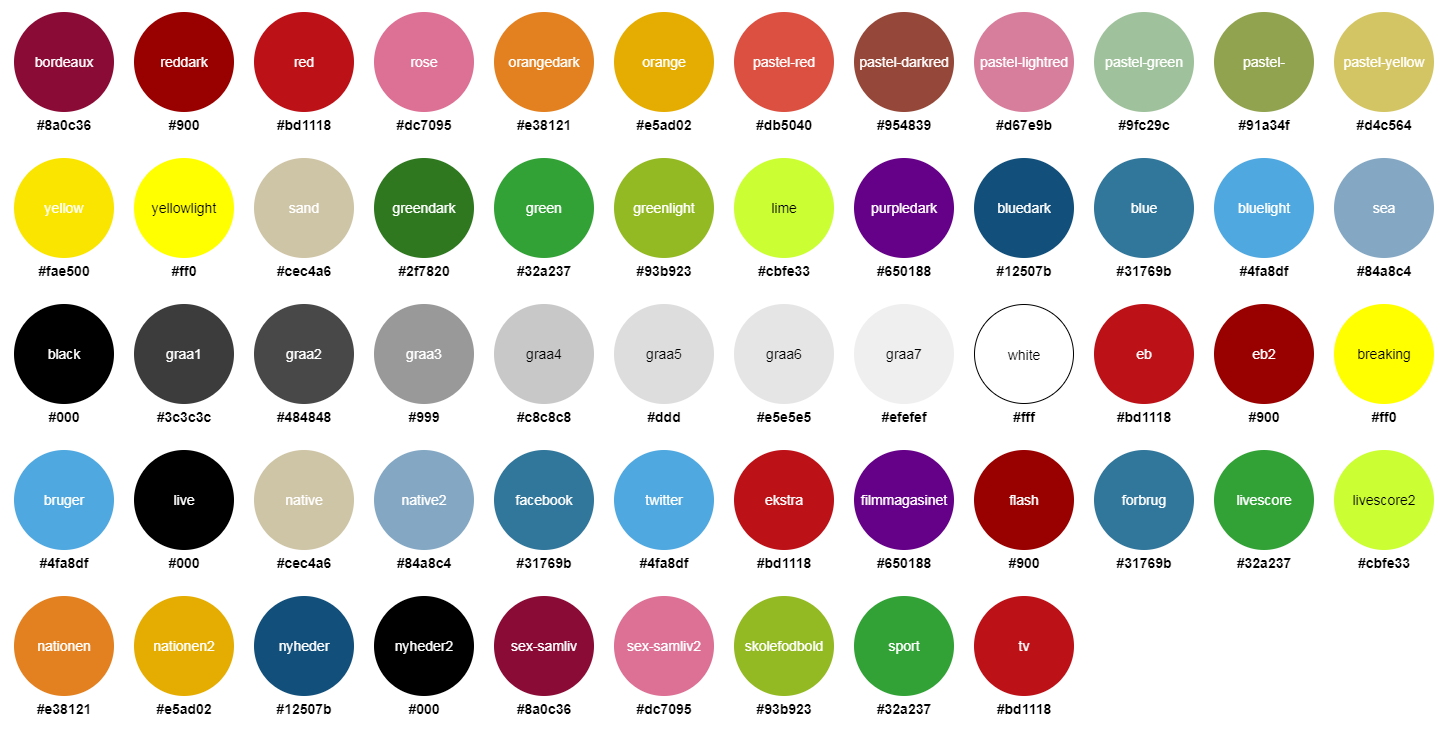 bordeaux reddark red rose orangedark orange pastel-red pastel-darkred pastel-lightred pastel-green pastel- pastel-yellow
#8a0c36 #900 #bd1118 #dc7095 #e38121 #e5ad02 #db5040 #954839 #d67e9b #9fc29c #91a34f #d4c564
yellow yellowlight sand greendark green greenlight lime purpledark bluedark blue bluelight sea
#fae500 #ff0 #cec4a6 #2f7820 #32a237 #93b923 #cbfe33 #650188 #12507b #31769b #4fa8df #84a8c4
black graa1 graa2 graa3 graa4 graa5 graa6 graa7 white eb eb2 breaking
#000 #3c3c3c #484848 #999 #c8c8c8 #ddd #e5e5e5 #efefef #fff #bd1118 #900 #ff0
bruger live native native2 facebook twitter ekstra filmmagasinet flash forbrug livescore livescore2
#4fa8df #000 #cec4a6 #84a8c4 #31769b #4fa8df #bd1118 #650188 #900 #31769b #32a237 #cbfe33
nationen nationen2 nyheder nyheder2 sex-samliv sex-samliv2 skolefodbold sport tv
#e38121 #e5ad02 #12507b #000 #8a0c36 #dc7095 #93b923 #32a237 #bd1118